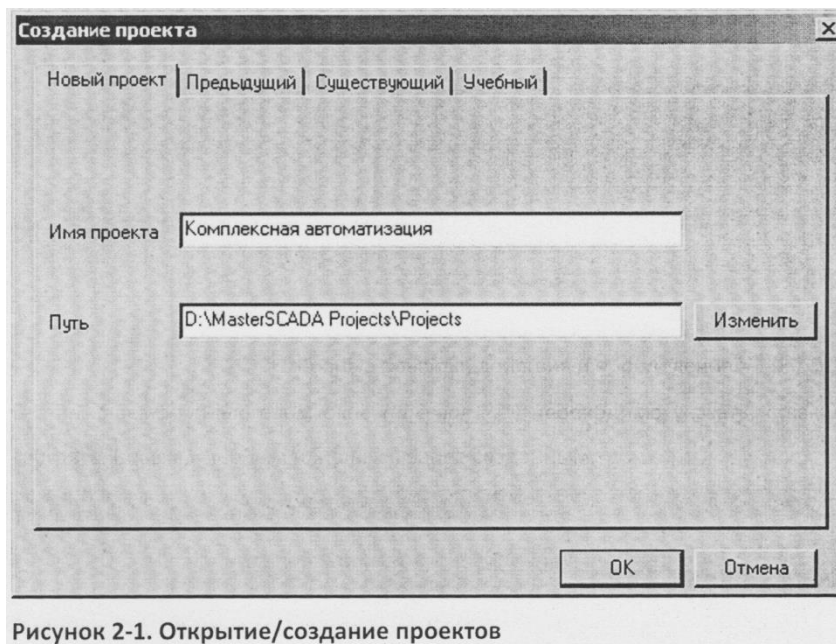 Создание проекта
Новый проект Предыдущий Существующий Учебный
Имя проекта Комплексная автоматизация
Путь D:\MasterSCADA Projects\Projects Изменить
OK Отмена
Рисунок 2-1. Открытие/создание проектов